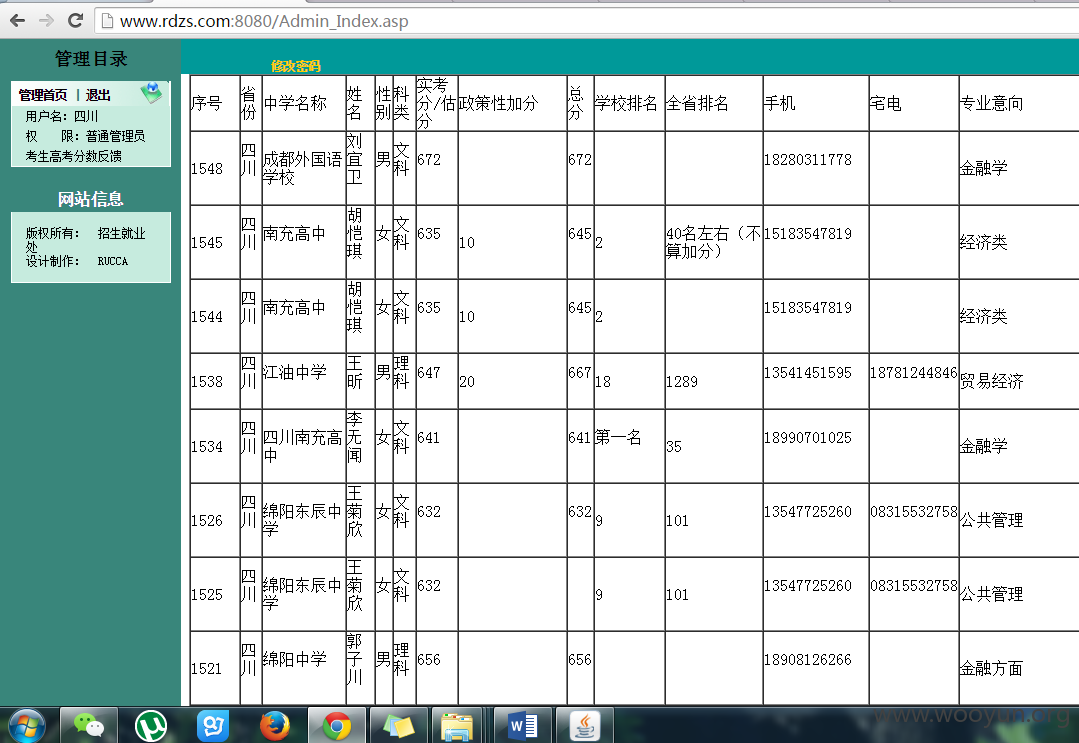 www.rdzs.com:8080/Admin_Index.asp
管理目录
管理首页 | 退出
用户名: 四川
权 限: 普通管理员
考生高考分数反馈
网站信息
版权所有: 招生就业
处
设计制作: RUCCA
修改密码
序号 省份 中学名称 姓名 性别 科类 实考分/估分 政策性加分 总分 学校排名 全省排名 手机 宅电 专业意向
1548 四川 成都外国语学校 刘宜卫 男 文科 672 672 18280311778 金融学
1545 四川 南充高中 胡恺琪 女 文科 635 10 645 2 40名左右（不算加分） 15183547819 经济类
1544 四川 南充高中 胡恺琪 女 文科 635 10 645 2 15183547819 经济类
1538 四川 江油中学 王昕 男 理科 647 20 667 18 1289 13541451595 18781244846 贸易经济
1534 四川 四川南充高中 李无闻 女 文科 641 641 第一名 35 18990701025 金融学
1526 四川 绵阳东辰中学 王菊欣 女 文科 632 632 9 101 13547725260 08315532758 公共管理
1525 四川 绵阳东辰中学 王菊欣 女 文科 632 9 101 13547725260 08315532758 公共管理
1521 四川 绵阳中学 郭子川 男 理科 656 656 18908126266 金融方面
www.wooyun.org